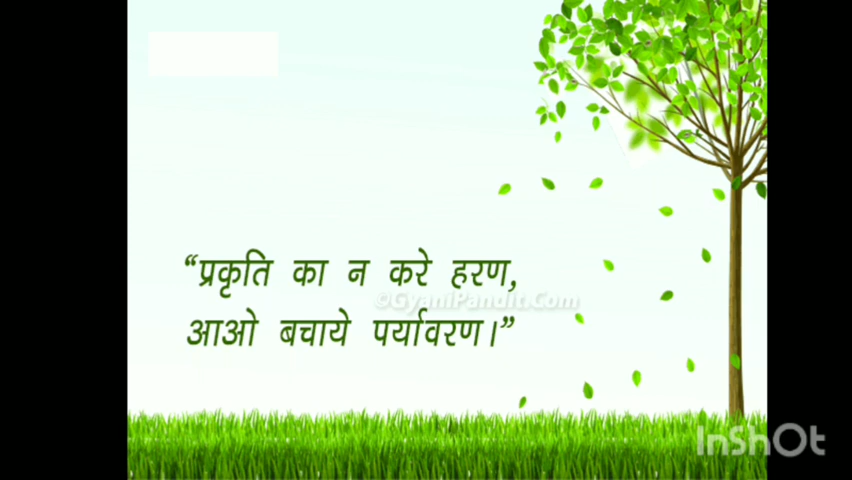 “प्रकृति का न करे हरण,
©GyaniPandit.Com
आओ बचाये पर्यावरण।”
InShOt